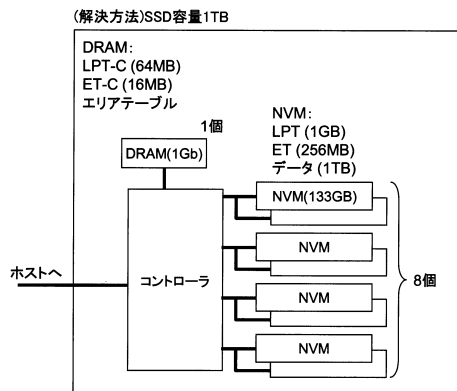 (解決方法)SSD容量1TB
DRAM:
LPT-C (64MB)
ET-C (16MB)
エリアテーブル
1個
DRAM(1Gb)
NVM:
LPT (1GB)
ET (256MB)
データ (1TB)
NVM(133GB)
NVM
ホストへ
コントローラ
8個
NVM
NVM